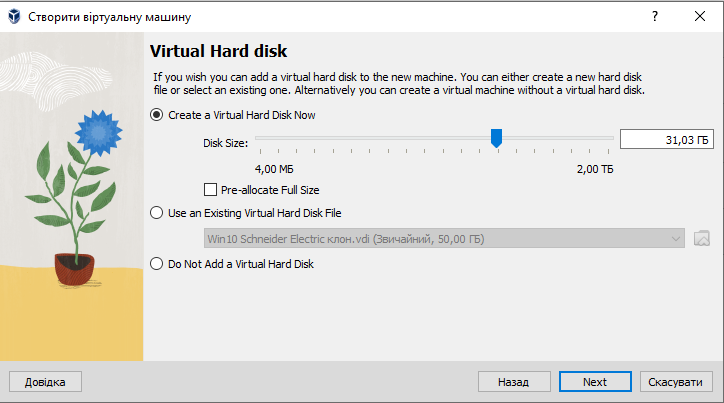 Створити віртуальну машину
Virtual Hard disk
If you wish you can add a virtual hard disk to the new machine. You can either create a new hard disk
file or select an existing one. Alternatively you can create a virtual machine without a virtual hard disk.
Create a Virtual Hard Disk Now
Disk Size:
31,03 ГБ
4,00 МБ
2,00 ТБ
Pre-allocate Full Size
Use an Existing Virtual Hard Disk File
Win10 Schneider Electric клон.vdi (Звичайний, 50,00 ГБ)
Do Not Add a Virtual Hard Disk
Довідка
Назад
Next
Скасувати